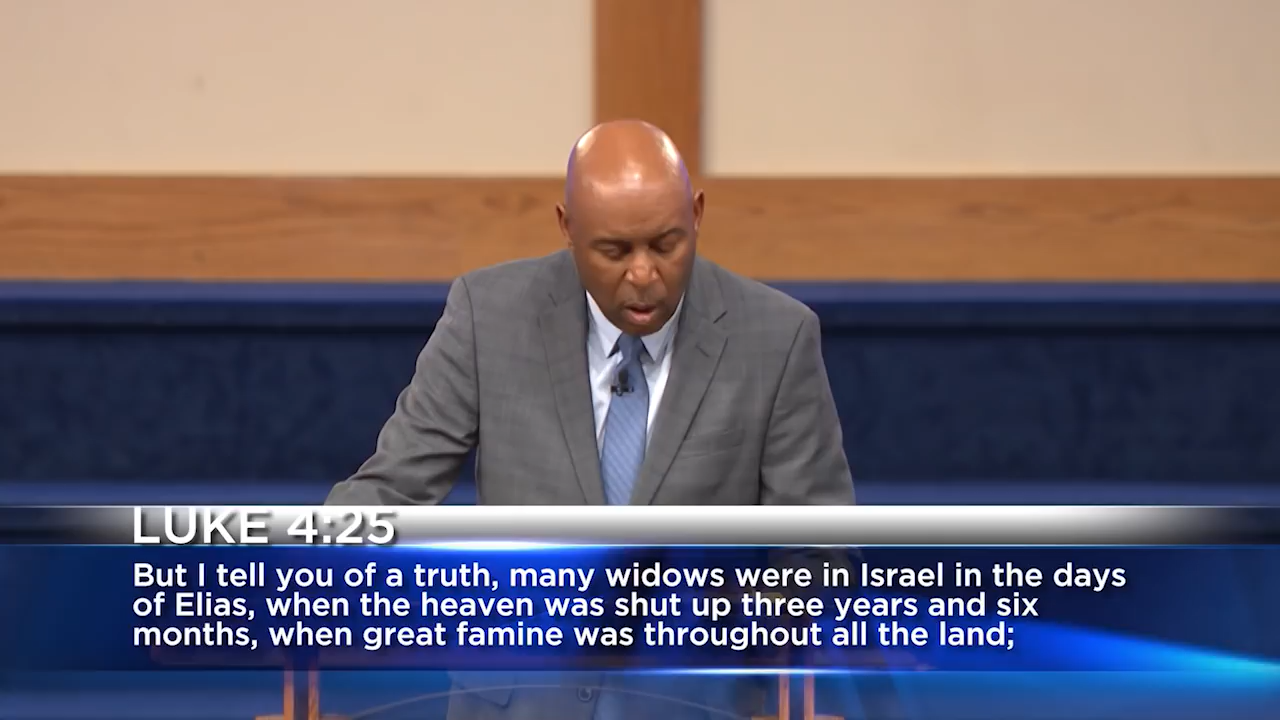 LUKE 4:25
But I tell you of a truth, many widows were in Israel in the days
of Elias, when the heaven was shut up three years and six
months, when great famine was throughout all the land;